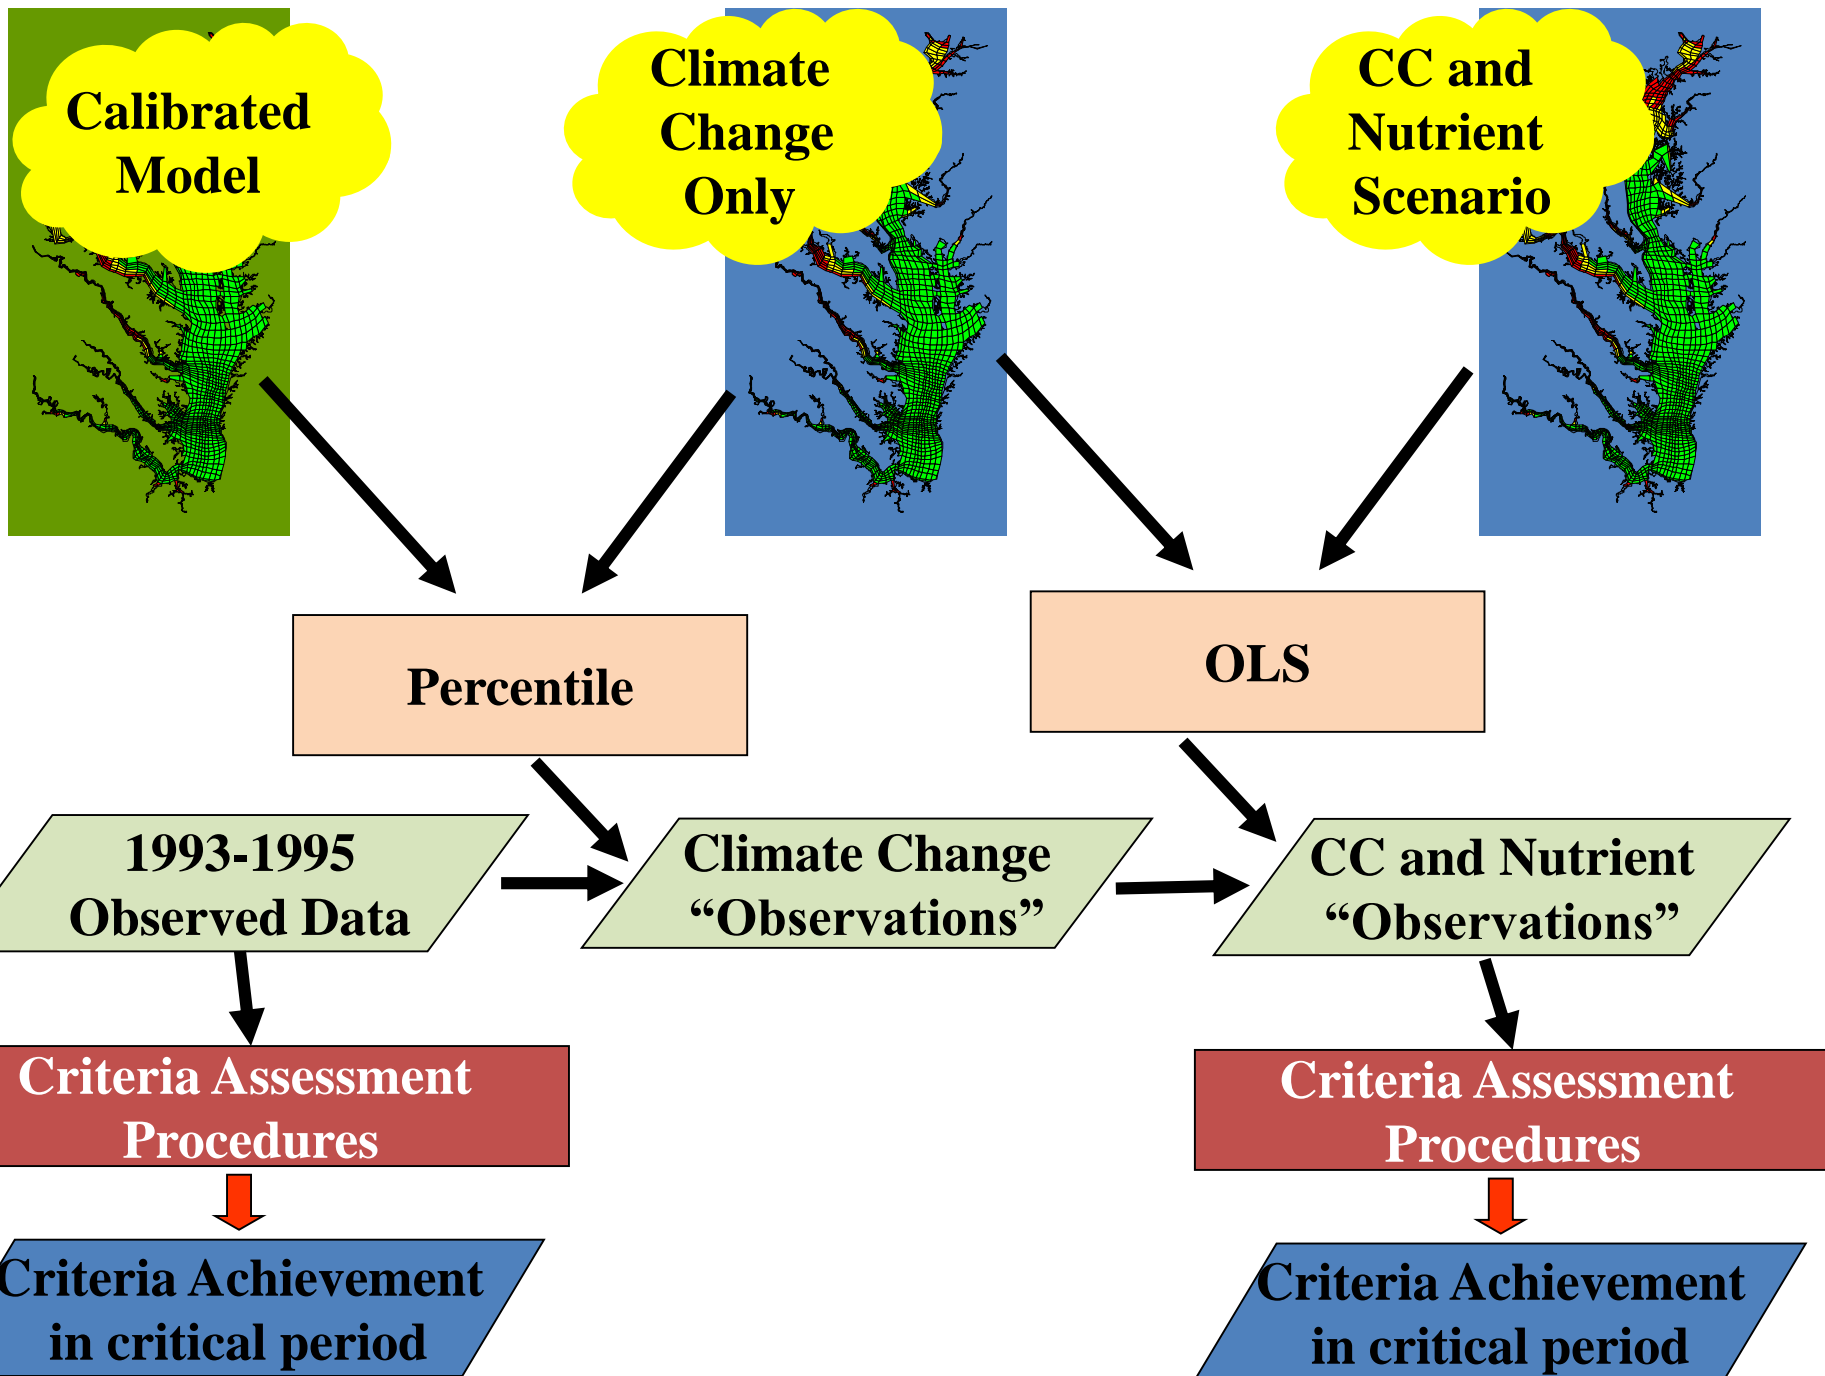 Calibrated
Model
Climate
Change
Only
CC and
Nutrient
Scenario
Percentile
OLS
1993-1995
Observed Data
Climate Change
“Observations”
CC and Nutrient
“Observations”
Criteria Assessment
Procedures
Criteria Assessment
Procedures
Criteria Achievement
in critical period
Criteria Achievement
in critical period